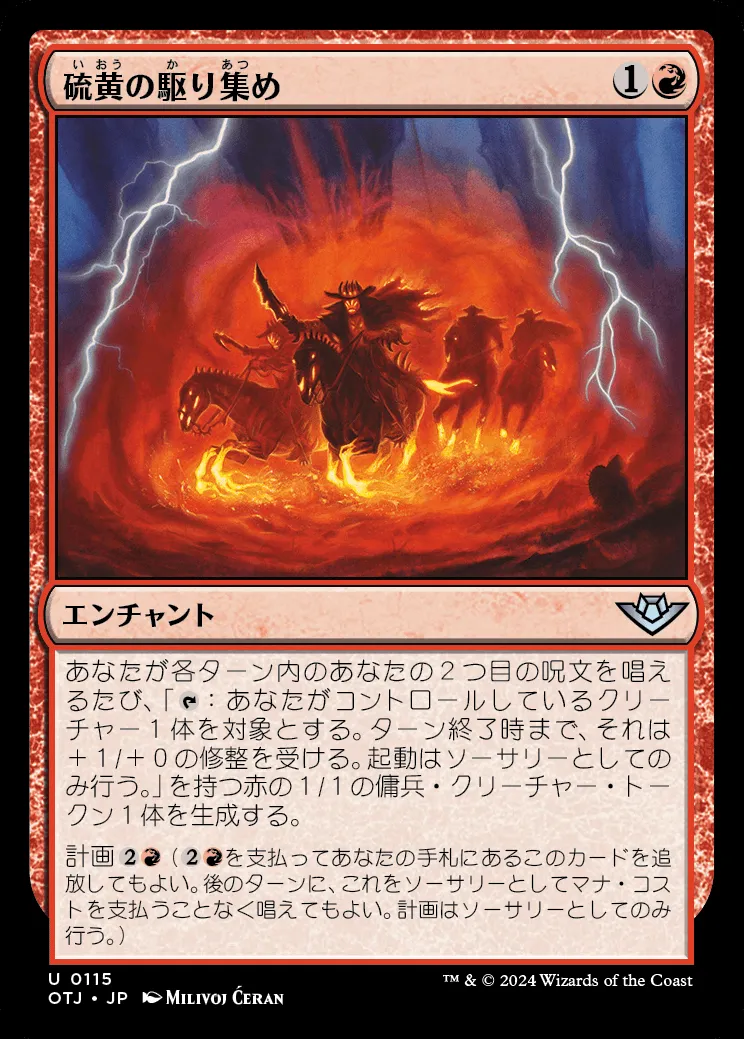 硫黄の駆り集め
いおう か あつ
1
エンチャント
あなたが各ターン内のあなたの2つ目の呪文を唱え
るたび、「:あなたがコントロールしているクリー
チャー1体を対象とする。ターン終了時まで、それは
+1/+0の修整を受ける。起動はソーサリーとしての
み行う。」を持つ赤の1/1の傭兵・クリーチャー・トー
クン1体を生成する。
計画 2（2を支払ってあなたの手札にあるこのカードを追
放してもよい。後のターンに、これをソーサリーとしてマナ・コス
トを支払うことなく唱えてもよい。計画はソーサリーとしてのみ
行う。）
U 0115
OTJ • JP Milivoj Ćeran
™ & © 2024 Wizards of the Coast